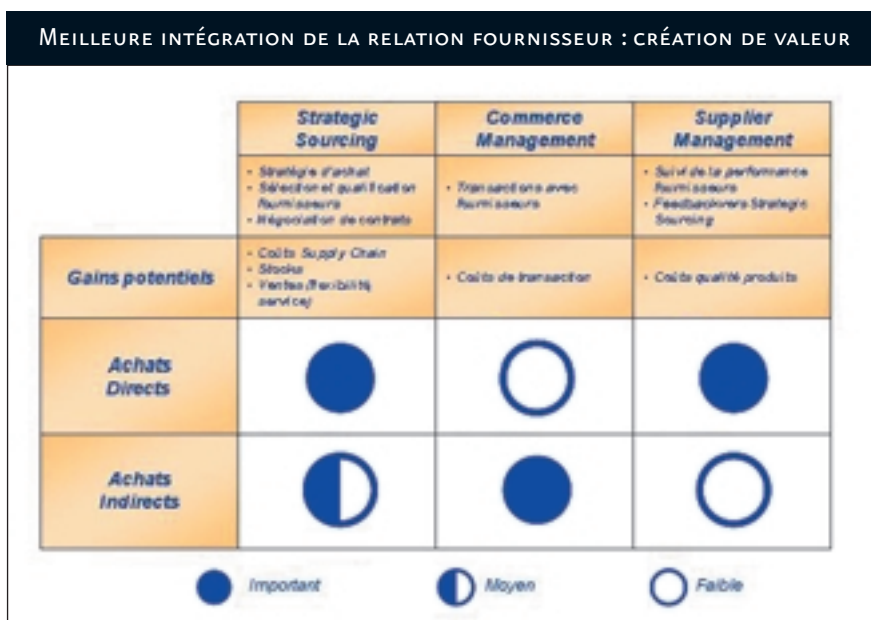 Meilleure intégration de la relation fournisseur : création de valeur
Strategic
Sourcing
Commerce
Management
Supplier
Management
• Stratégie d'achat
• Sélection et qualification
fournisseurs
• Négociation de contrats
• Transactions avec
fournisseurs
• Suivi de la performance
fournisseurs
• Feedback vers Strategic
Sourcing
Gains potentiels
• Coûts Supply Chain
• Stocks
• Ventes (flexibilité,
service)
• Coûts de transaction
• Coûts qualité produits
Achats
Directs
Achats
Indirects
Important
Moyen
Faible